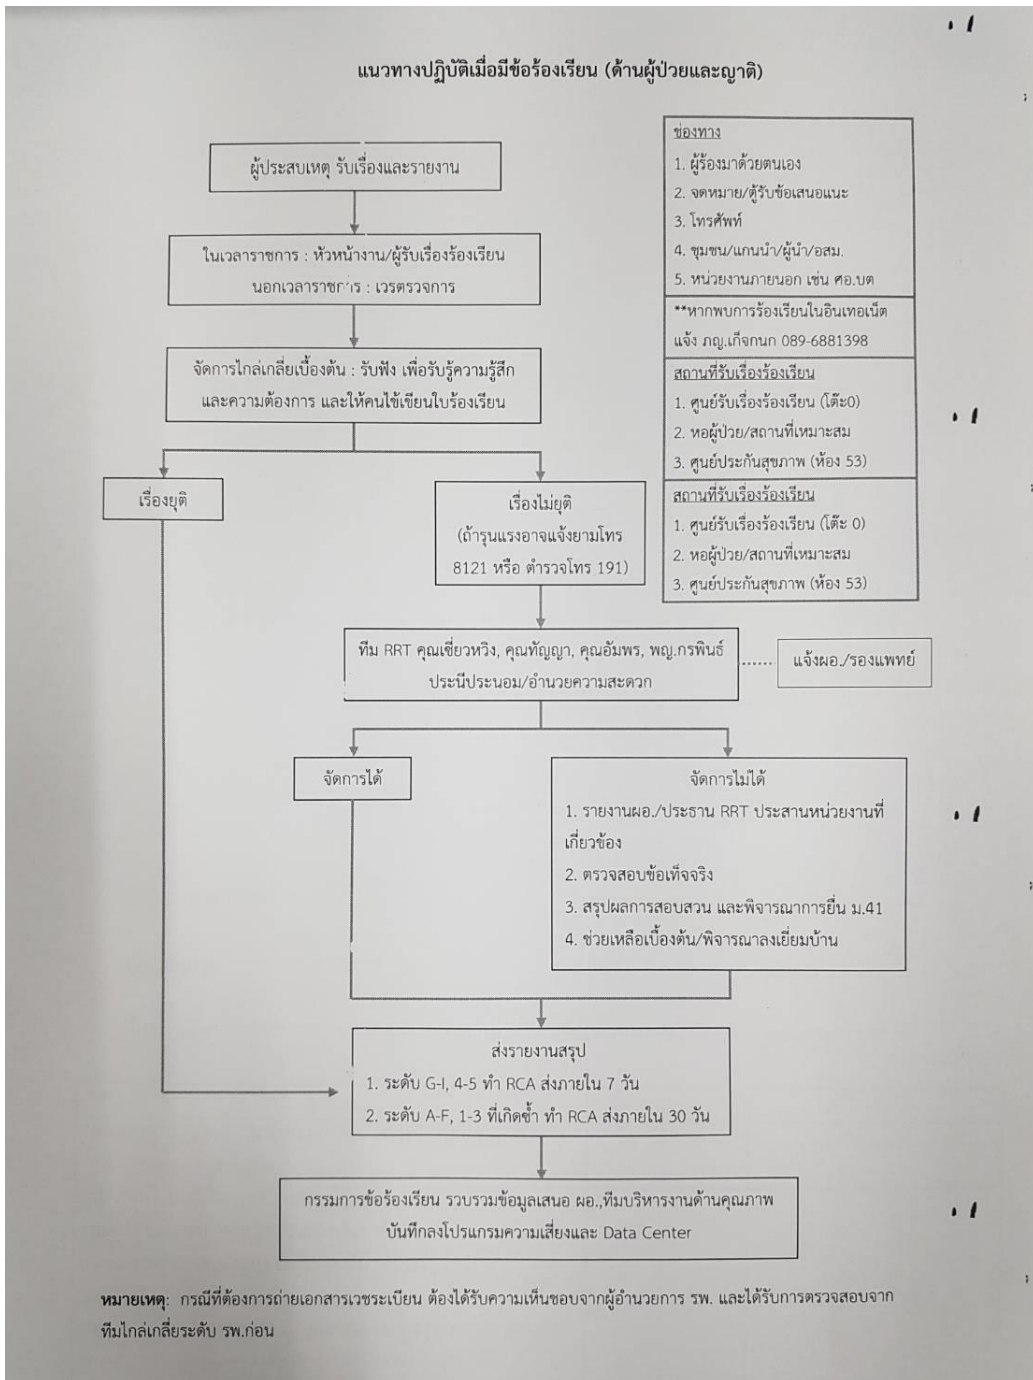 แนวทางปฏิบัติเมื่อมีข้อร้องเรียน (ด้านผู้ป่วยและญาติ)
ผู้ประสบเหตุ รับเรื่องและรายงาน
ในเวลาราชการ : หัวหน้างาน/ผู้รับเรื่องร้องเรียน
นอกเวลาราชการ : เวรตรวจการ
จัดการไกล่เกลี่ยเบื้องต้น : รับฟัง เพื่อรับรู้ความรู้สึก
และความต้องการ และให้คนไข้เขียนใบร้องเรียน
ช่องทาง
1. ผู้ร้องมาด้วยตนเอง
2. จดหมาย/ตู้รับข้อเสนอแนะ
3. โทรศัพท์
4. ชุมชน/แกนนำ/ผู้นำ/อสม.
5. หน่วยงานภายนอก เช่น ศอ.บต
**หากพบการร้องเรียนในอินเทอเน็ต
แจ้ง ภญ.เก็จกนก 089-6881398
สถานที่รับเรื่องร้องเรียน
1. ศูนย์รับเรื่องร้องเรียน (โต๊ะ0)
2. หอผู้ป่วย/สถานที่เหมาะสม
3. ศูนย์ประกันสุขภาพ (ห้อง 53)
สถานที่รับเรื่องร้องเรียน
1. ศูนย์รับเรื่องร้องเรียน (โต๊ะ 0)
2. หอผู้ป่วย/สถานที่เหมาะสม
3. ศูนย์ประกันสุขภาพ (ห้อง 53)
เรื่องยุติ
เรื่องไม่ยุติ
(ถ้ารุนแรงอาจแจ้งยามโทร
8121 หรือ ตำรวจโทร 191)
ทีม RRT คุณเซี่ยวหวิง, คุณทัญญา, คุณอัมพร, พญ.กรพินธ์
ประนีประนอม/อำนวยความสะดวก
แจ้งผอ./รองแพทย์
จัดการได้
จัดการไม่ได้
1. รายงานผอ./ประธาน RRT ประสานหน่วยงานที่
เกี่ยวข้อง
2. ตรวจสอบข้อเท็จจริง
3. สรุปผลการสอบสวน และพิจารณาการยื่น ม.41
4. ช่วยเหลือเบื้องต้น/พิจารณาลงเยี่ยมบ้าน
ส่งรายงานสรุป
1. ระดับ G-I, 4-5 ทำ RCA ส่งภายใน 7 วัน
2. ระดับ A-F, 1-3 ที่เกิดซ้ำ ทำ RCA ส่งภายใน 30 วัน
กรรมการข้อร้องเรียน รวบรวมข้อมูลเสนอ ผอ.,ทีมบริหารงานด้านคุณภาพ
บันทึกลงโปรแกรมความเสี่ยงและ Data Center
หมายเหตุ: กรณีที่ต้องการถ่ายเอกสารเวชระเบียน ต้องได้รับความเห็นชอบจากผู้อำนวยการ รพ. และได้รับการตรวจสอบจาก
ทีมไกล่เกลี่ยระดับ รพ.ก่อน